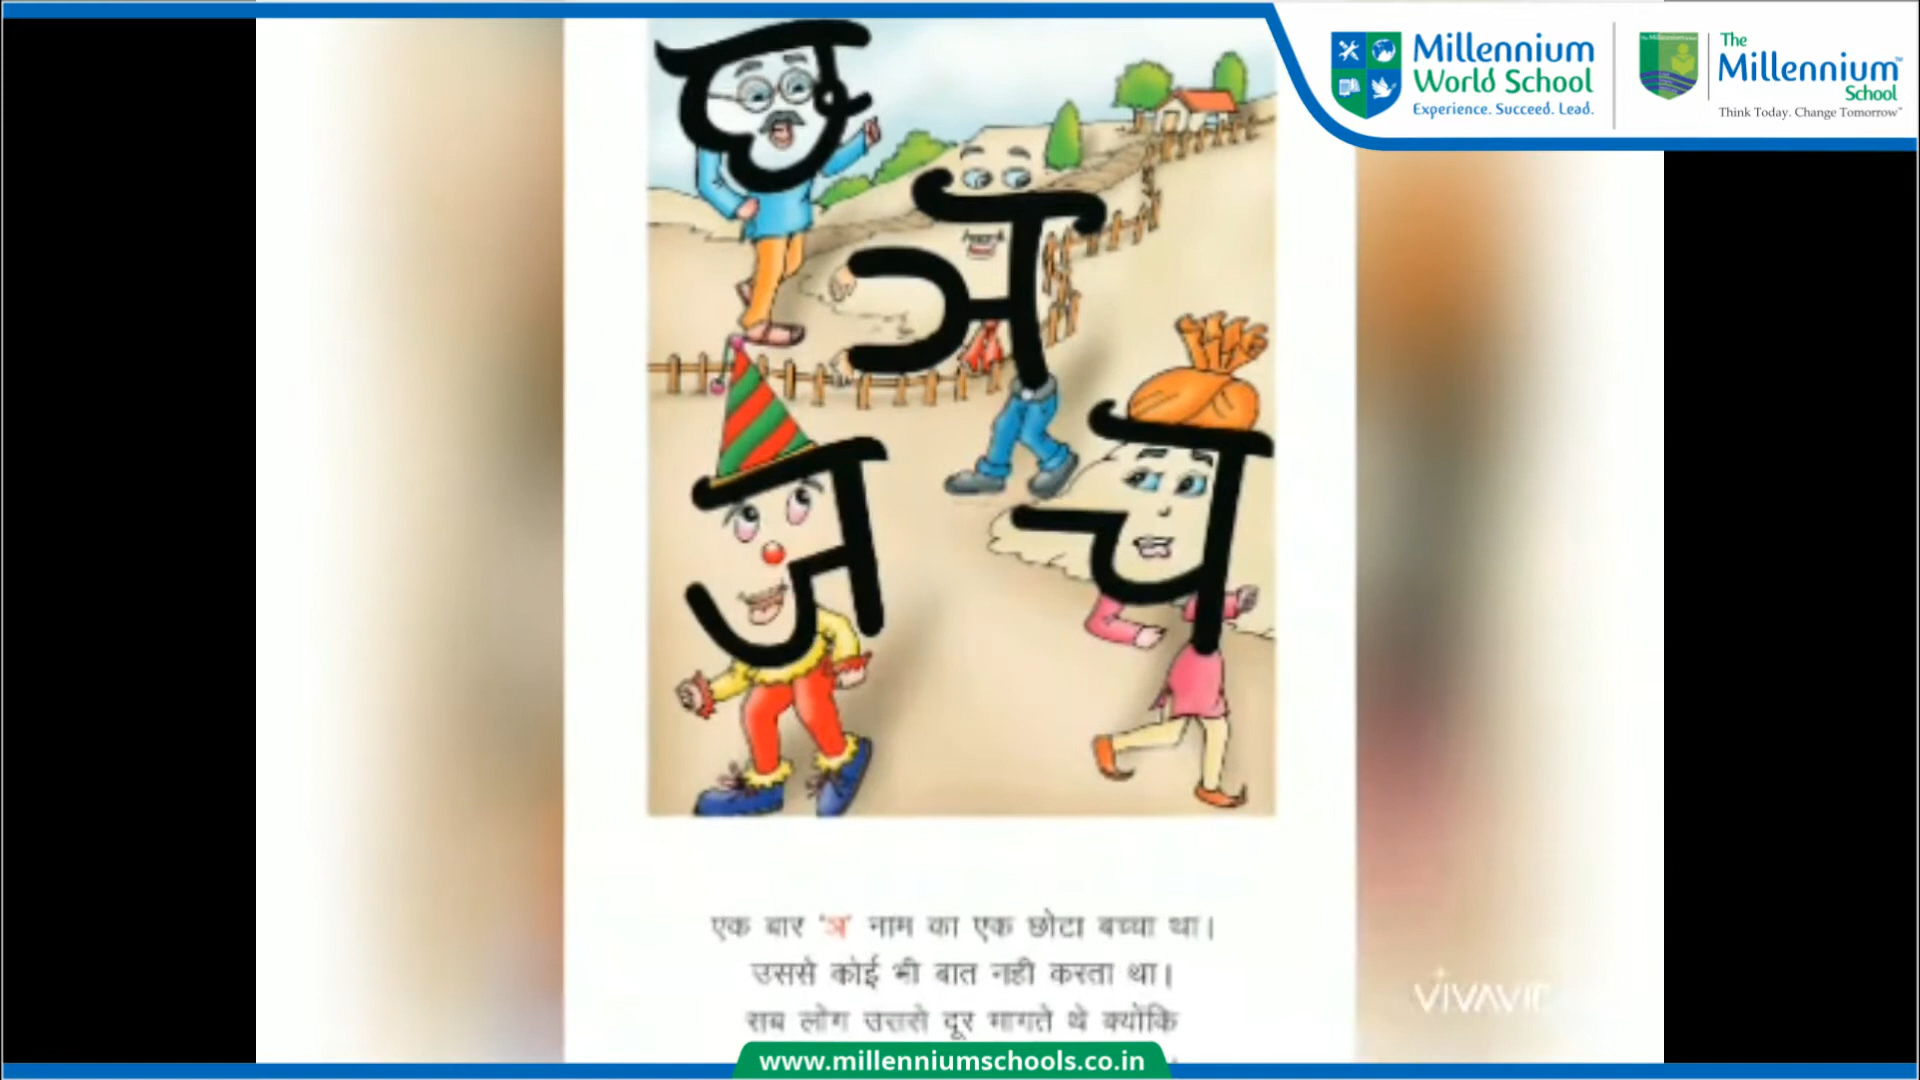 Millennium
World School
Experience. Succeed. Lead.
The
Millennium
School
Think Today. Change Tomorrow
छ
ञ
ज
च
एक बार 'ञ' नाम का एक छोटा बच्चा था।
उससे कोई भी बात नही करता था।
सब लोग उससे दूर भागते थे क्योंकि
VIVAVID
www.millenniumschools.co.in